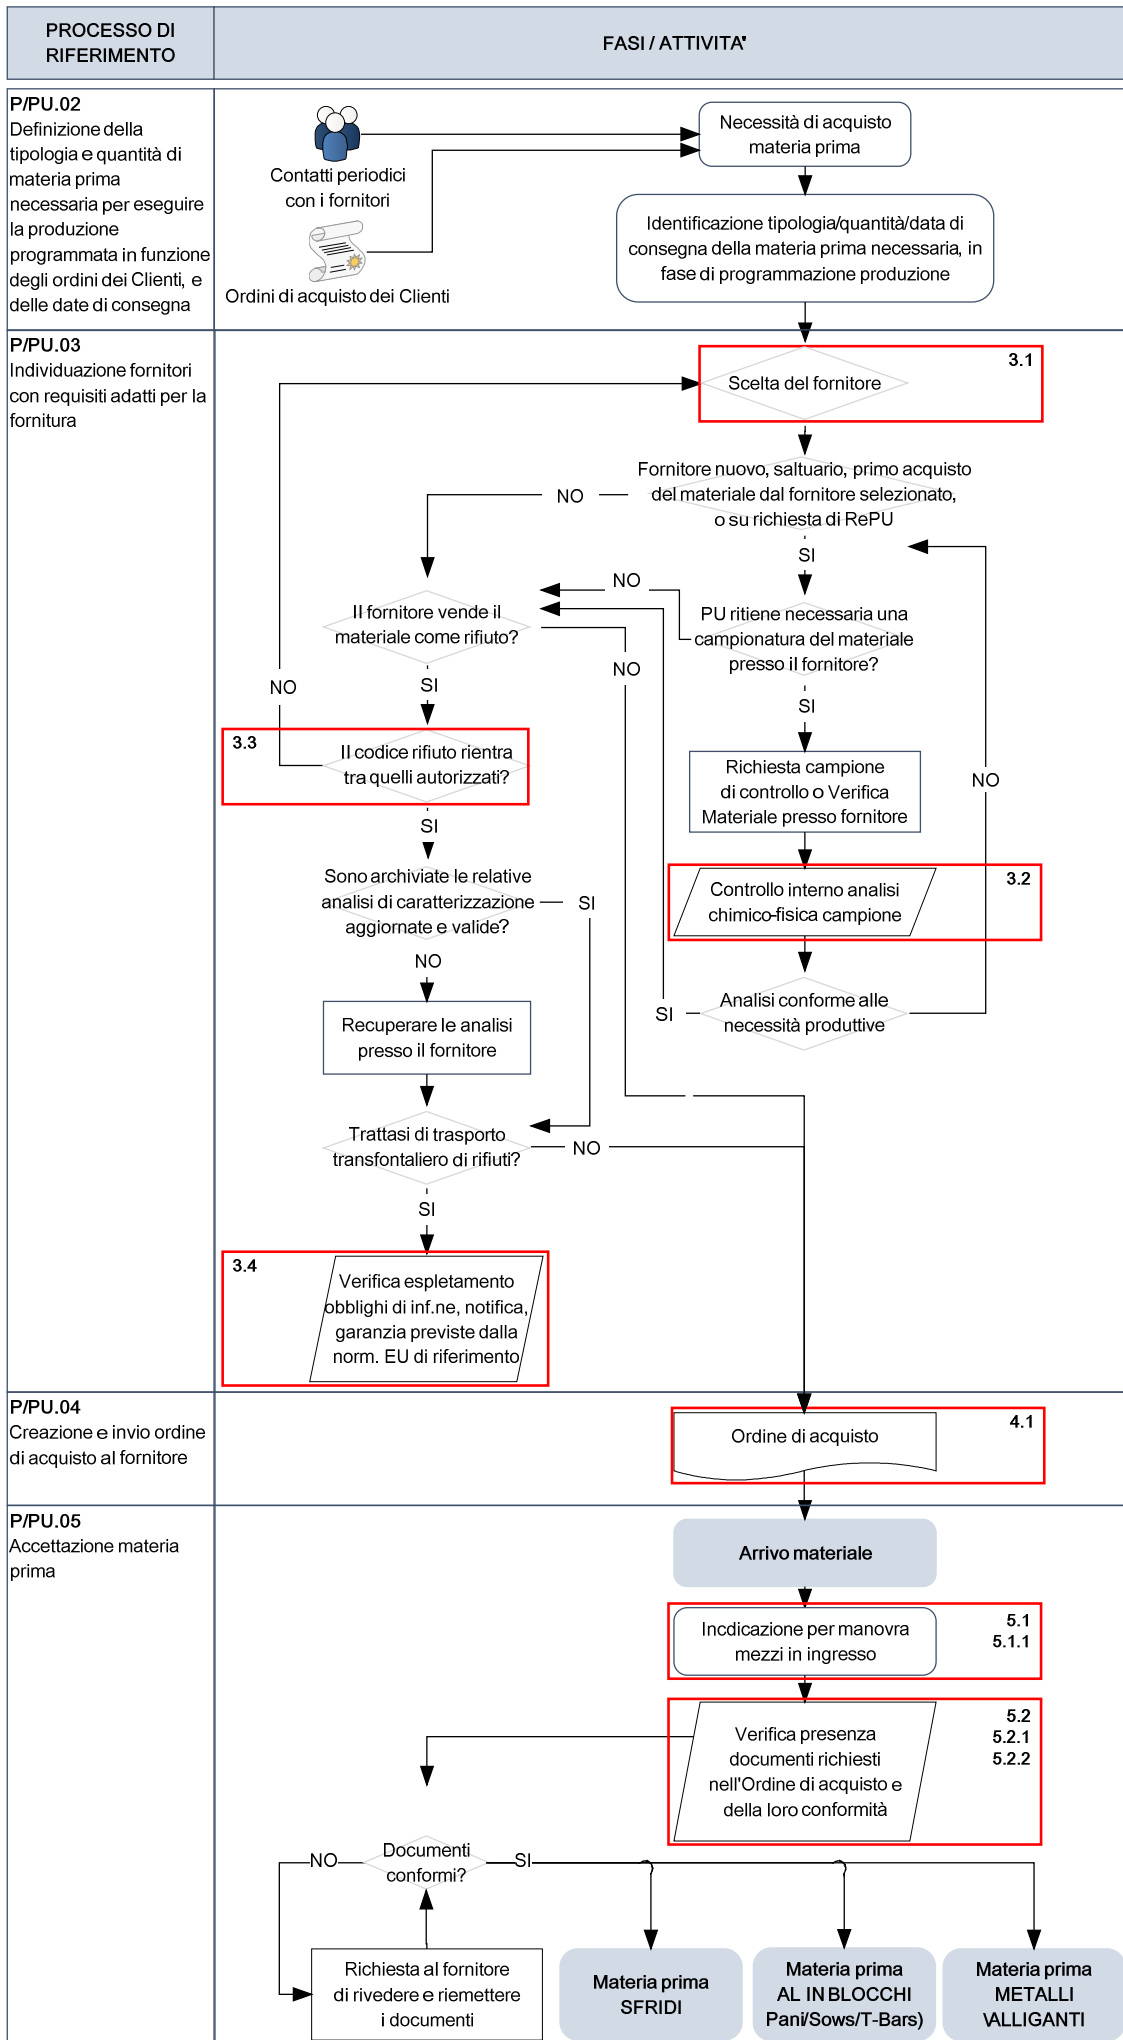 PROCESSO DI
RIFERIMENTO
FASI / ATTIVITA'
P/PU.02
Definizione della
tipologia e quantità di
materia prima
necessaria per eseguire
la produzione
programmata in funzione
degli ordini dei Clienti, e
delle date di consegna
Contatti periodici
con i fornitori
Ordini di acquisto dei Clienti
Necessità di acquisto
materia prima
Identificazione tipologia/quantità/data di
consegna della materia prima necessaria, in
fase di programmazione produzione
P/PU.03
Individuazione fornitori
con requisiti adatti per la
fornitura
3.1
Scelta del fornitore
Fornitore nuovo, saltuario, primo acquisto
del materiale dal fornitore selezionato,
o su richiesta di RePU
NO
SI
NO
Il fornitore vende il
materiale come rifiuto?
PU ritiene necessaria una
campionatura del materiale
presso il fornitore?
NO
SI
NO
SI
3.3
Il codice rifiuto rientra
tra quelli autorizzati?
Richiesta campione
di controllo o Verifica
Materiale presso fornitore
NO
SI
3.2
Controllo interno analisi
chimico-fisica campione
Sono archiviate le relative
analisi di caratterizzazione
aggiornate e valide?
SI
NO
Analisi conforme alle
necessità produttive
SI
Recuperare le analisi
presso il fornitore
Trattasi di trasporto
transfontaliero di rifiuti?
NO
SI
3.4
Verifica espletamento
obblighi di inf.ne, notifica,
garanzia previste dalla
norm. EU di riferimento
P/PU.04
Creazione e invio ordine
di acquisto al fornitore
4.1
Ordine di acquisto
P/PU.05
Accettazione materia
prima
Arrivo materiale
Incdicazione per manovra
mezzi in ingresso
5.1
5.1.1
Verifica presenza
documenti richiesti
nell'Ordine di acquisto e
della loro conformità
5.2
5.2.1
5.2.2
Documenti
conformi?
NO
SI
Richiesta al fornitore
di rivedere e riemettere
i documenti
Materia prima
SFRIDI
Materia prima
AL IN BLOCCHI
Pani/Sows/T-Bars)
Materia prima
METALLI
\ALLIGANTI